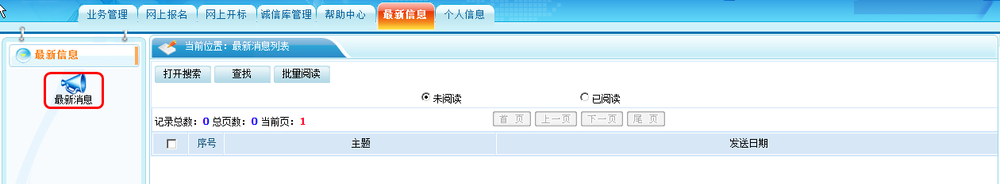 业务管理 网上报名 网上开标 诚信库管理 帮助中心 最新信息 个人信息
最新信息
最新消息
当前位置：最新消息列表
打开搜索 查找 批量阅读
未阅读 已阅读
记录总数：0 总页数：0 当前页：1 首 页 上一页 下一页 尾 页
序号 主题 发送日期